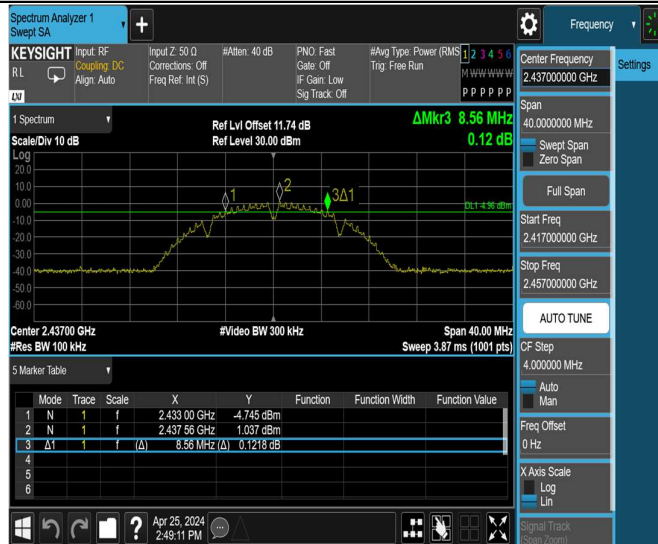 Spectrum Analyzer 1
Swept SA
Frequency
KEYSIGHT
RL
LXI
Input: RF
Coupling: DC
Align: Auto
Input Z: 50 Ω
Corrections: Off
Freq Ref: Int (S)
#Atten: 40 dB
PNO: Fast
Gate: Off
IF Gain: Low
Sig Track: Off
#Avg Type: Power (RMS
Trig: Free Run
1 2 3 4 5 6
M W W W W W
P P P P P P
1 Spectrum
Scale/Div 10 dB
Ref Lvl Offset 11.74 dB
Ref Level 30.00 dBm
ΔMkr3 8.56 MHz
0.12 dB
Log
20.0
10.0
0.00
-10.0
-20.0
-30.0
-40.0
-50.0
-60.0
1
2
3Δ1
DL1 -4.96 dBm
Center 2.43700 GHz
#Res BW 100 kHz
#Video BW 300 kHz
Span 40.00 MHz
Sweep 3.87 ms (1001 pts)
5 Marker Table
Mode Trace Scale X Y Function Function Width Function Value
1 N 1 f 2.433 00 GHz -4.745 dBm
2 N 1 f 2.437 56 GHz 1.037 dBm
3 Δ1 1 f (Δ) 8.56 MHz (Δ) 0.1218 dB
4
5
6
Apr 25, 2024
2:49:11 PM
Center Frequency
2.437000000 GHz
Settings
Span
40.0000000 MHz
Swept Span
Zero Span
Full Span
Start Freq
2.417000000 GHz
Stop Freq
2.457000000 GHz
AUTO TUNE
CF Step
4.000000 MHz
Auto
Man
Freq Offset
0 Hz
X Axis Scale
Log
Lin
Signal Track
(Span Zoom)